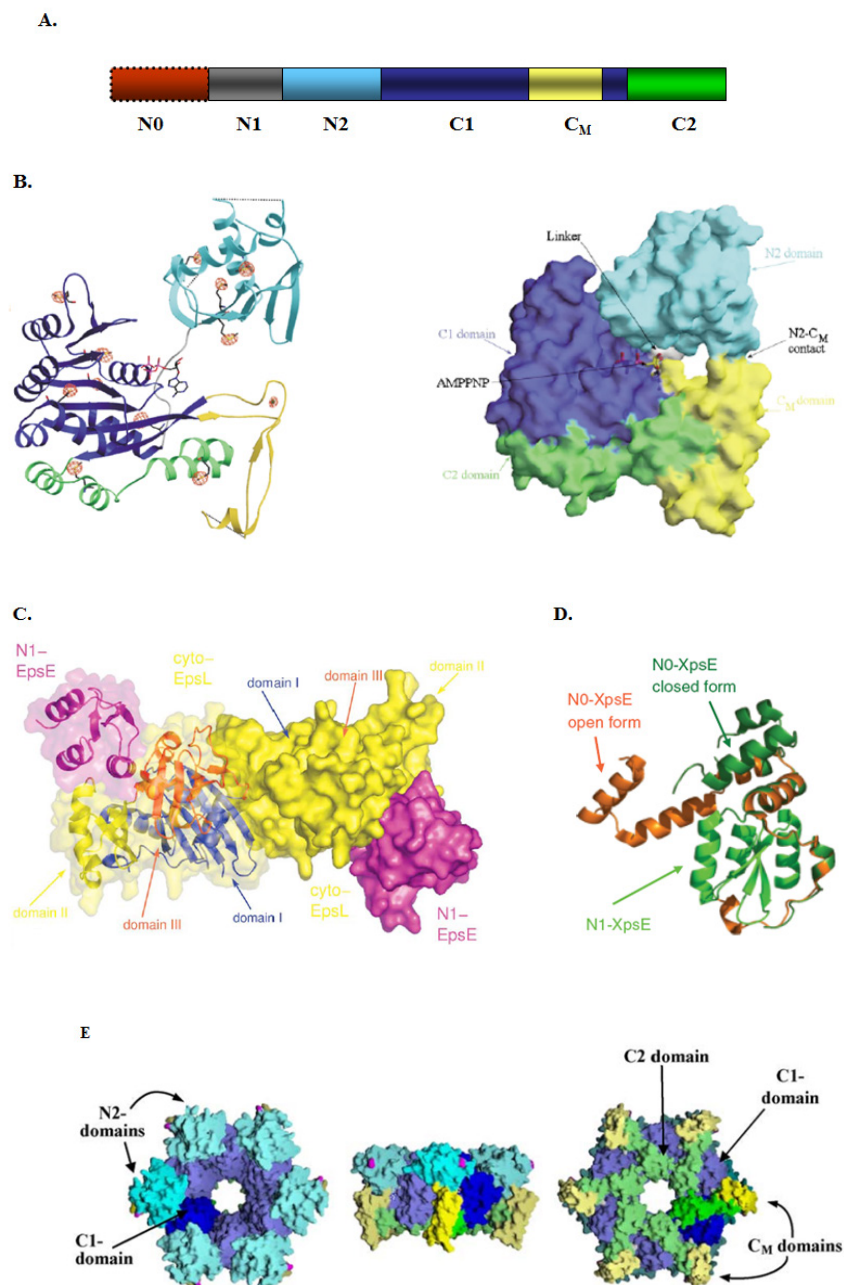 A.
N0 N1 N2 C1 CM C2
B.
Linker
N2 domain
C1 domain
N2-CM
contact
AMPPNP
CM domain
C2 domain
C.
N1–
EpsE
cyto–
EpsL
domain I
domain III
domain II
domain II
domain III
domain I
cyto–
EpsL
N1–
EpsE
D.
N0-XpsE
closed form
N0-XpsE
open form
N1-XpsE
E
N2-
domains
C1-
domain
C2 domain
C1-
domain
CM domains